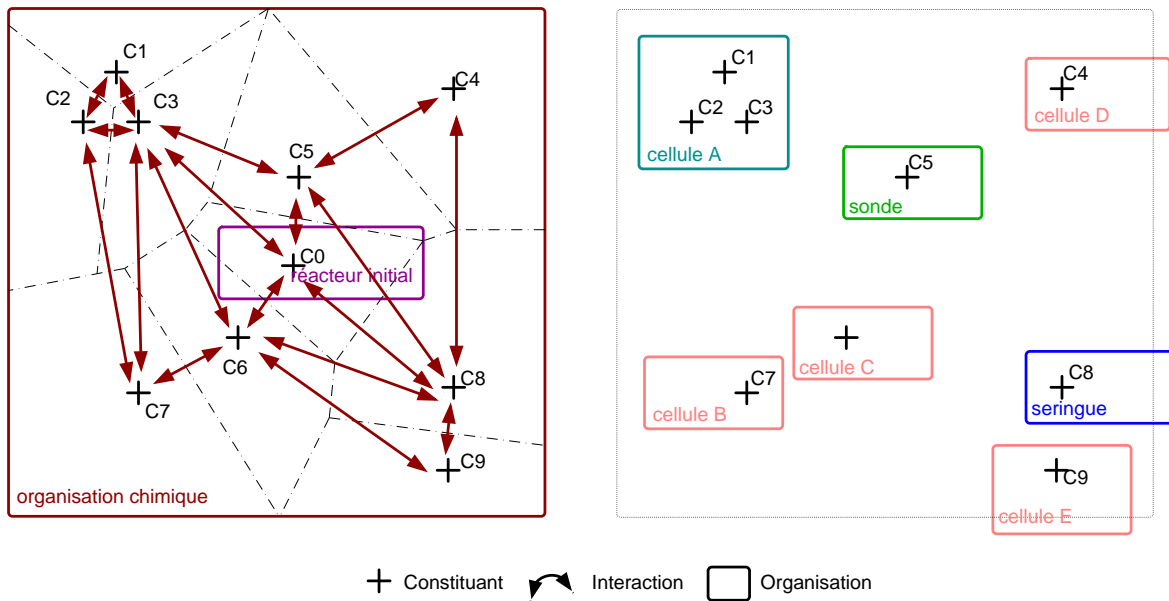 C1
C2
C3
C4
C5
C0
réacteur initial
C6
C7
C8
C9
organisation chimique
C1
C2
C3
cellule A
C4
cellule D
C5
sonde
cellule C
C7
cellule B
C8
seringue
C9
cellule E
Constituant
Interaction
Organisation